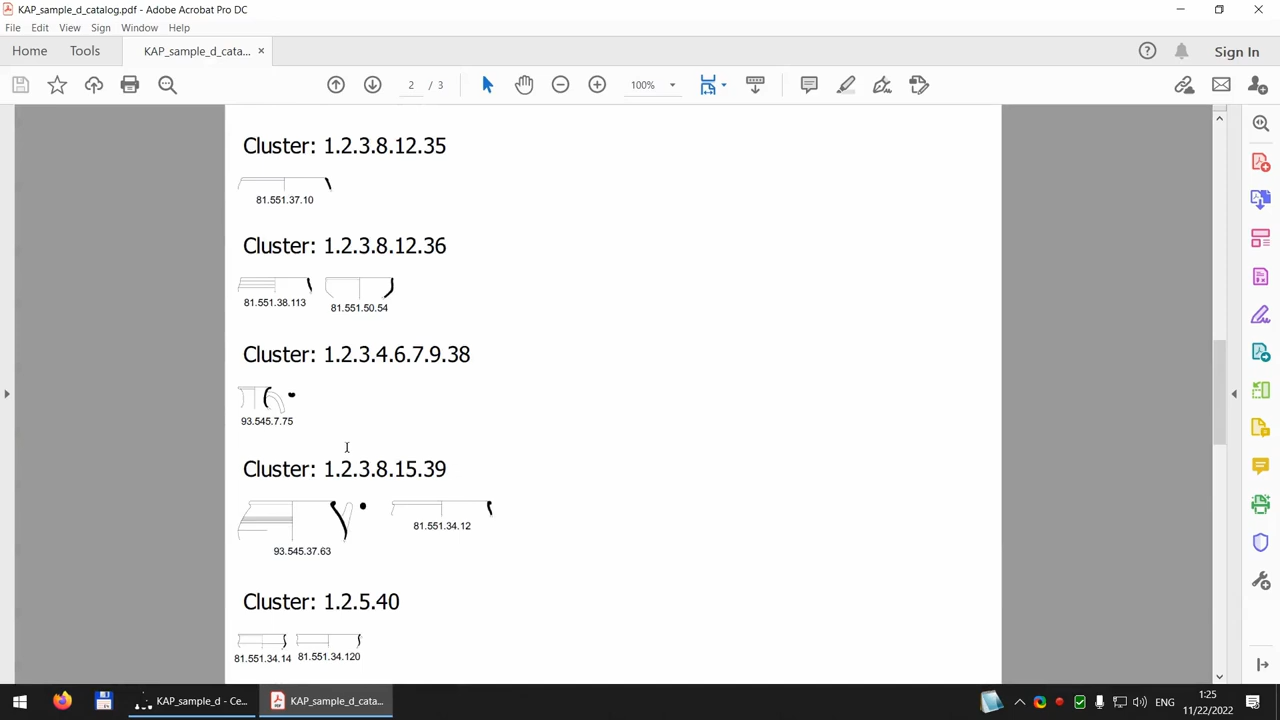 KAP_sample_d_catalog.pdf - Adobe Acrobat Pro DC
File Edit View Sign Window Help
Home Tools KAP_sample_d_cata... × Sign In
2 / 3 100%
Cluster: 1.2.3.8.12.35
81.551.37.10
Cluster: 1.2.3.8.12.36
81.551.38.113 81.551.50.54
Cluster: 1.2.3.4.6.7.9.38
93.545.7.75
Cluster: 1.2.3.8.15.39
93.545.37.63 81.551.34.12
Cluster: 1.2.5.40
81.551.34.14 81.551.34.120
KAP_sample_d - Ce... KAP_sample_d_cata... ENG 1:25
11/22/2022